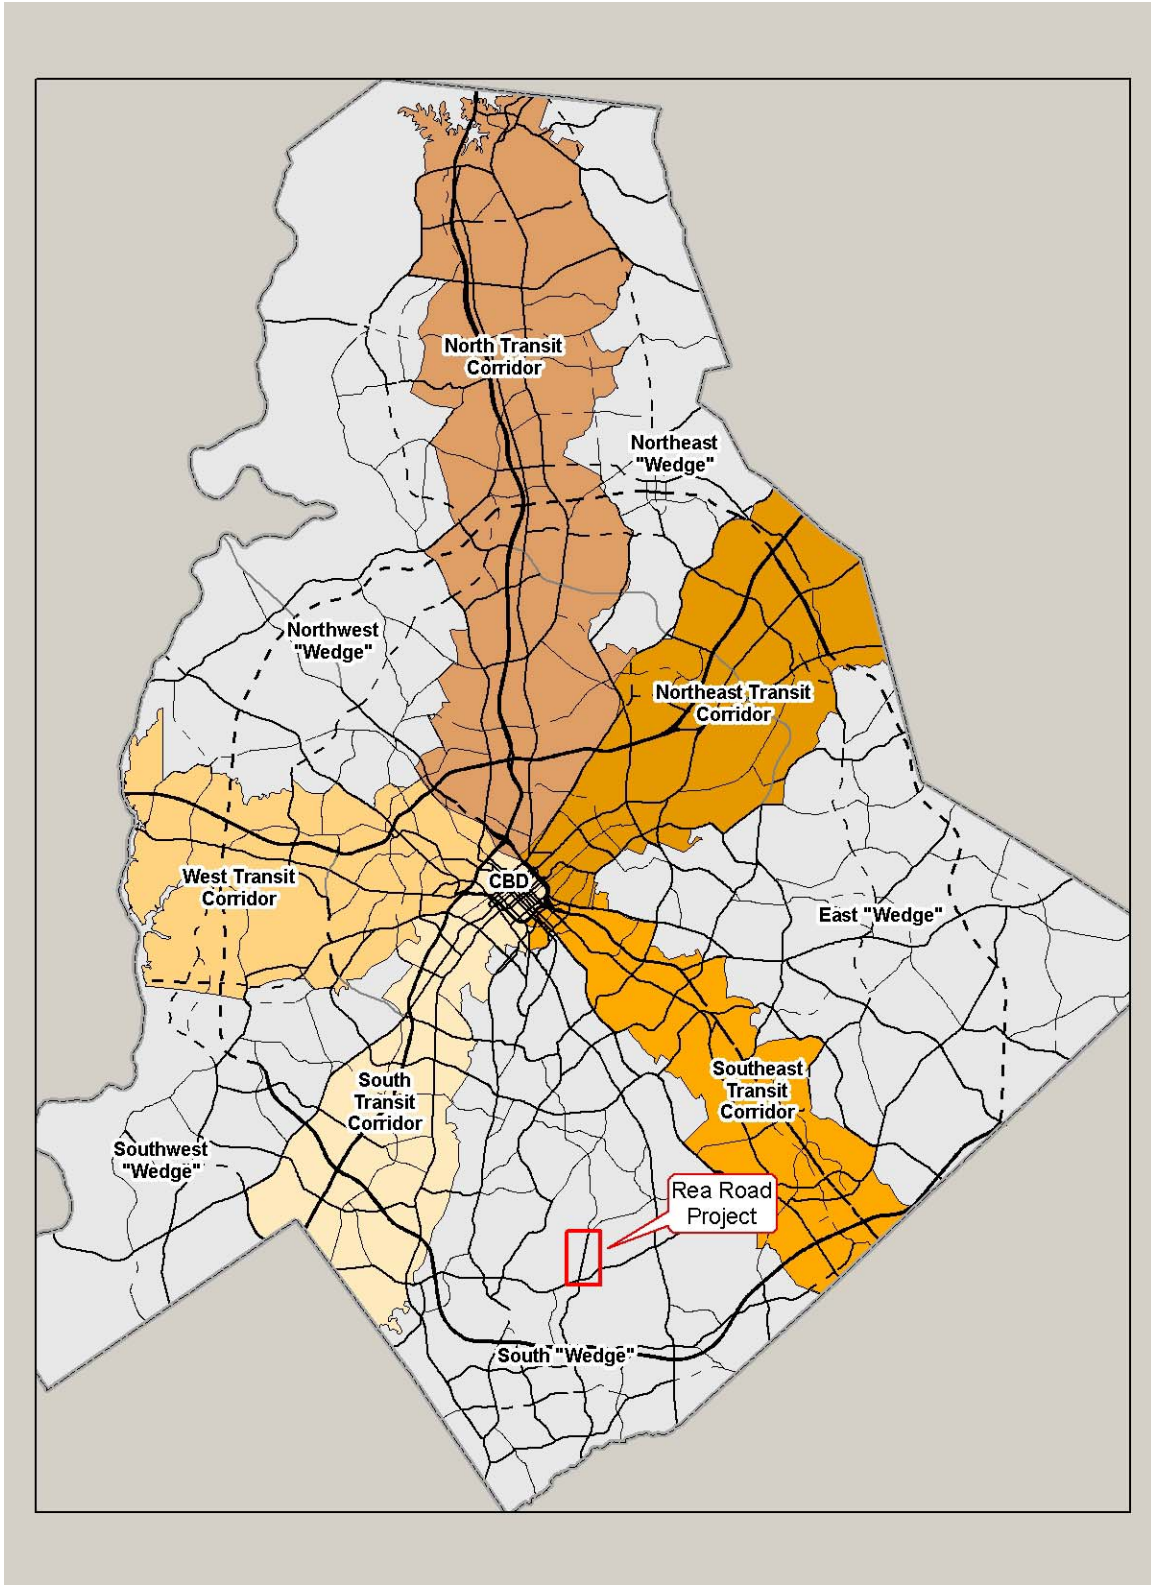 North Transit
Corridor
Northeast
"Wedge"
Northwest
"Wedge"
Northeast Transit
Corridor
West Transit
Corridor
CBD
East "Wedge"
South
Transit
Corridor
Southeast
Transit
Corridor
Southwest
"Wedge"
Rea Road
Project
South "Wedge"